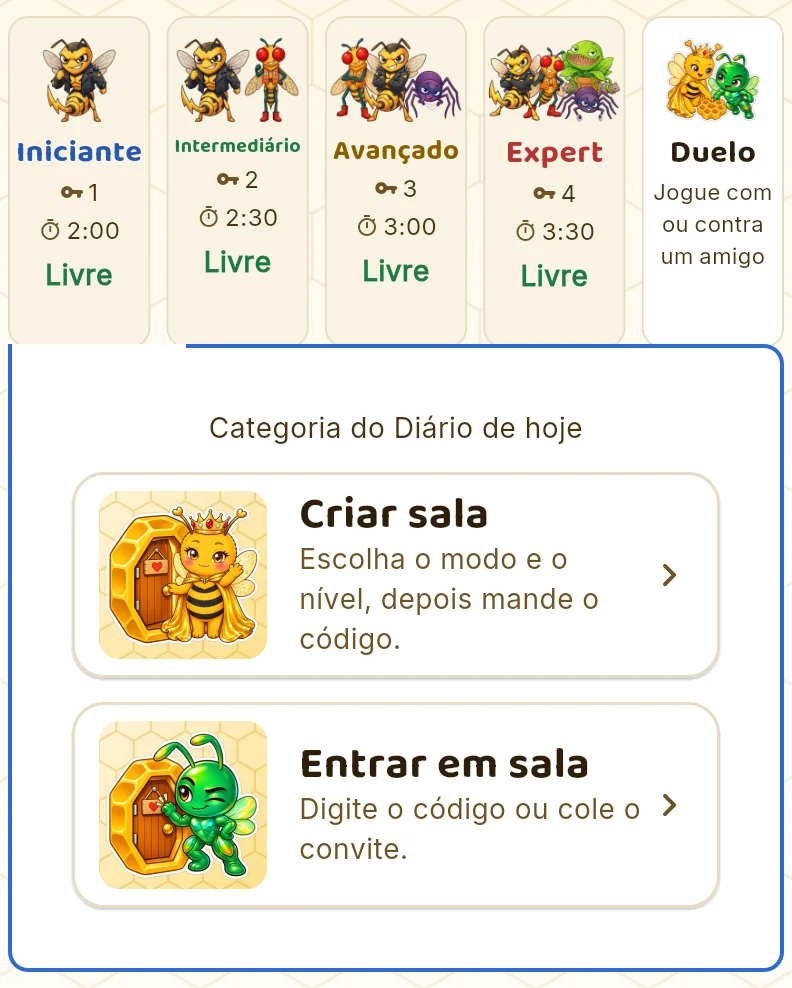 Iniciante
1
2:00
Livre
Intermediário
2
2:30
Livre
Avançado
3
3:00
Livre
Expert
4
3:30
Livre
Duelo
Jogue com
ou contra
um amigo
Categoria do Diário de hoje
Criar sala
Escolha o modo e o
nível, depois mande o
código.
Entrar em sala
Digite o código ou cole o
convite.